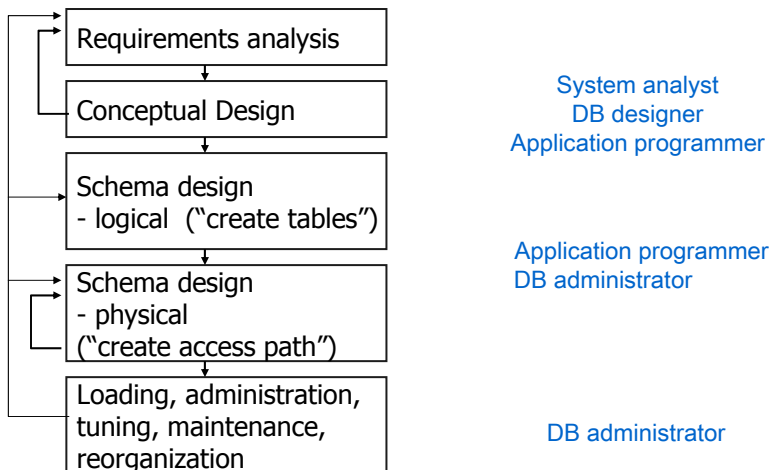 Requirements analysis
Conceptual Design
System analyst
DB designer
Application programmer
Schema design
- logical (“create tables”)
Application programmer
DB administrator
Schema design
- physical
(“create access path”)
Loading, administration,
tuning, maintenance,
reorganization
DB administrator